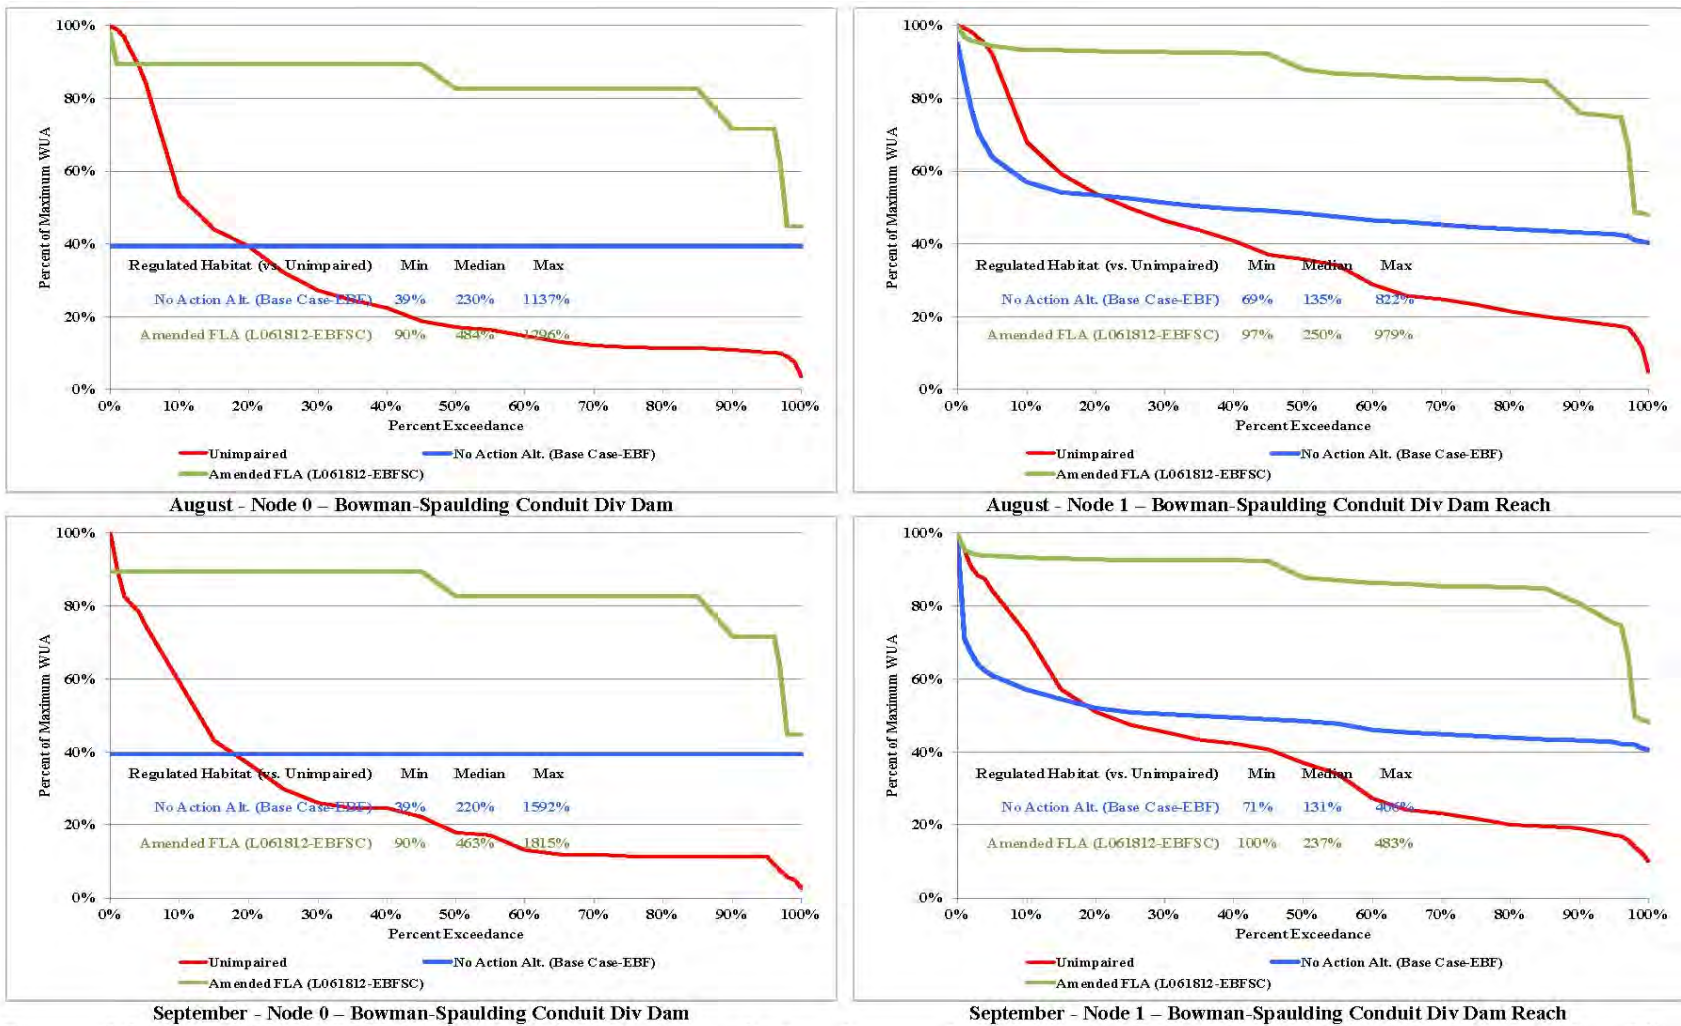 Percent of Maximum WUA
100%
80%
60%
40%
20%
0%
Regulated Habitat (vs. Unimpaired) Min Median Max
No Action Alt. (Base Case-EBF) 39% 230% 1137%
Amended FLA (L061812-EBFSC) 90% 484% 1296%
0% 10% 20% 30% 40% 50% 60% 70% 80% 90% 100%
Percent Exceedance
Unimpaired No Action Alt. (Base Case-EBF)
Amended FLA (L061812-EBFSC)
August - Node 0 – Bowman-Spaulding Conduit Div Dam
Percent of Maximum WUA
100%
80%
60%
40%
20%
0%
Regulated Habitat (vs. Unimpaired) Min Median Max
No Action Alt. (Base Case-EBF) 69% 135% 822%
Amended FLA (L061812-EBFSC) 97% 250% 979%
0% 10% 20% 30% 40% 50% 60% 70% 80% 90% 100%
Percent Exceedance
Unimpaired No Action Alt. (Base Case-EBF)
Amended FLA (L061812-EBFSC)
August - Node 1 – Bowman-Spaulding Conduit Div Dam Reach
Percent of Maximum WUA
100%
80%
60%
40%
20%
0%
Regulated Habitat (vs. Unimpaired) Min Median Max
No Action Alt. (Base Case-EBF) 39% 220% 1592%
Amended FLA (L061812-EBFSC) 90% 463% 1815%
0% 10% 20% 30% 40% 50% 60% 70% 80% 90% 100%
Percent Exceedance
Unimpaired No Action Alt. (Base Case-EBF)
Amended FLA (L061812-EBFSC)
September - Node 0 – Bowman-Spaulding Conduit Div Dam
Percent of Maximum WUA
100%
80%
60%
40%
20%
0%
Regulated Habitat (vs. Unimpaired) Min Median Max
No Action Alt. (Base Case-EBF) 71% 131% 406%
Amended FLA (L061812-EBFSC) 100% 237% 483%
0% 10% 20% 30% 40% 50% 60% 70% 80% 90% 100%
Percent Exceedance
Unimpaired No Action Alt. (Base Case-EBF)
Amended FLA (L061812-EBFSC)
September - Node 1 – Bowman-Spaulding Conduit Div Dam Reach